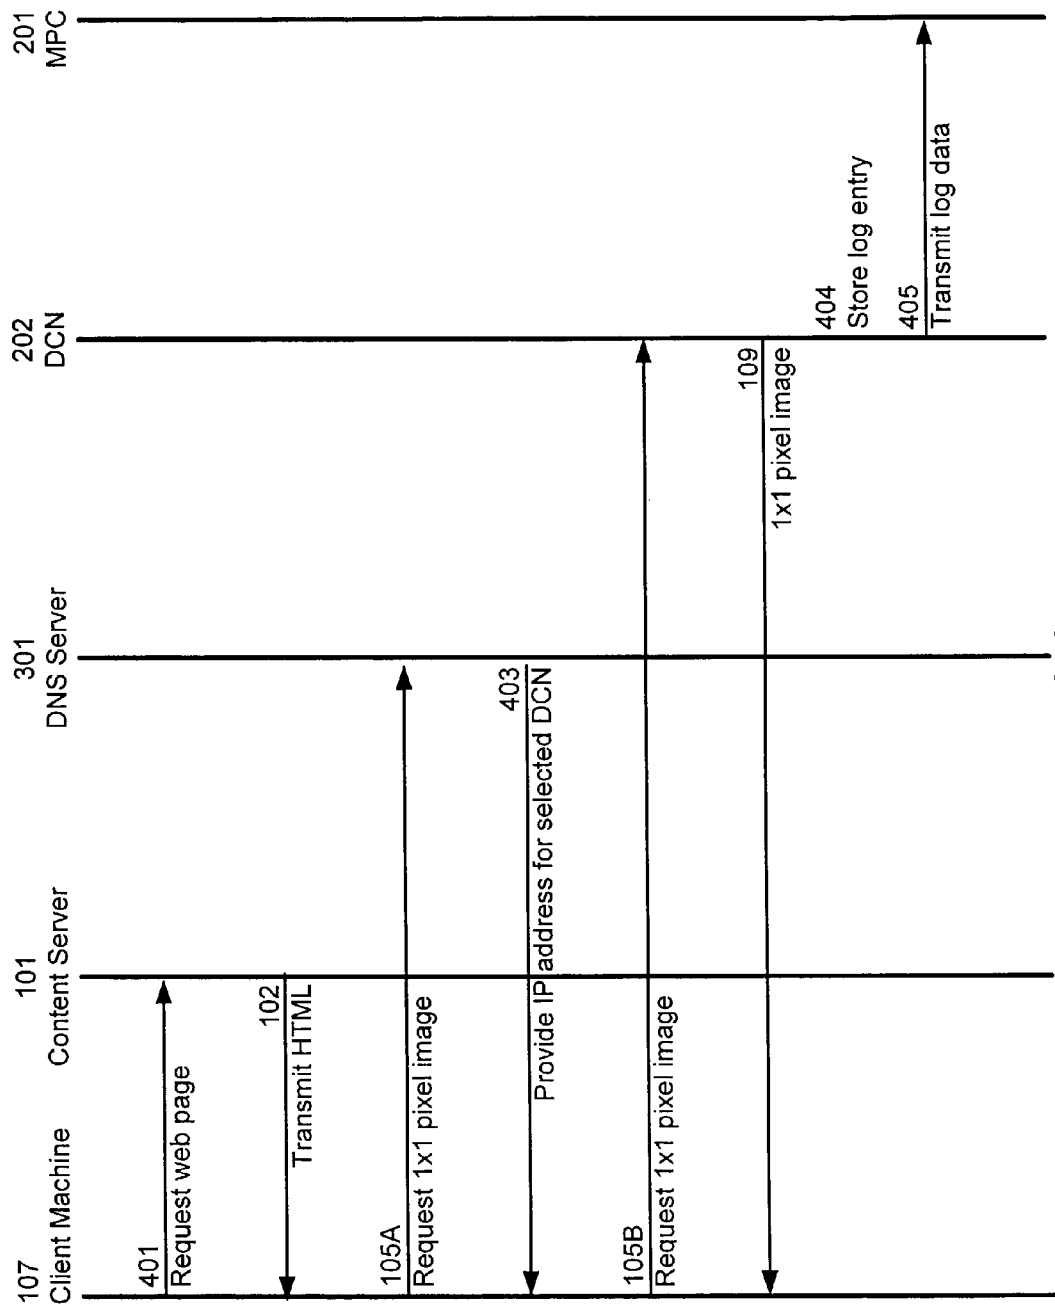 107
Client Machine
101
Content Server
301
DNS Server
202
DCN
201
MPC
401
Request web page
102
Transmit HTML
105A
Request 1x1 pixel image
403
Provide IP address for selected DCN
105B
Request 1x1 pixel image
109
1x1 pixel image
404
Store log entry
405
Transmit log data